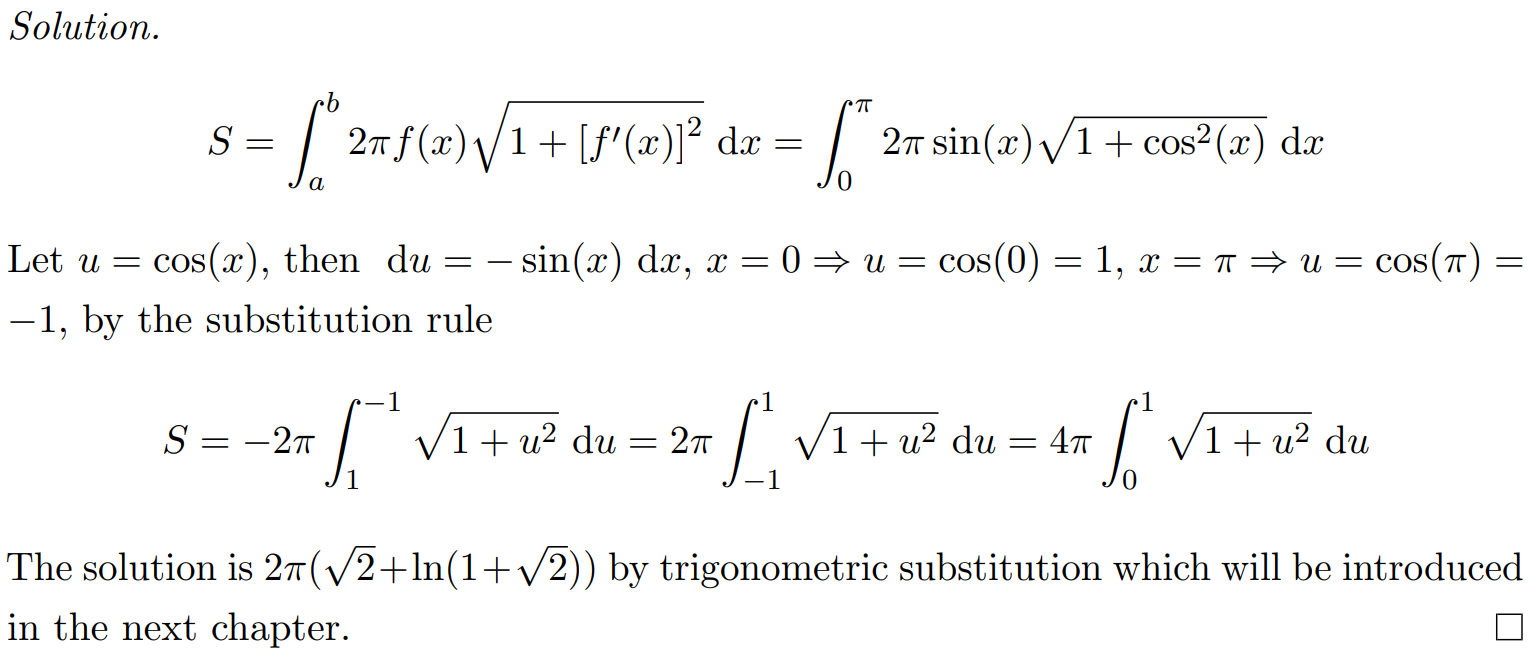 Solution.
S = ∫_a^b 2πf(x)√(1 + [f′(x)]²) dx = ∫_0^π 2π sin(x)√(1 + cos²(x)) dx
Let u = cos(x), then du = − sin(x) dx, x = 0 ⇒ u = cos(0) = 1, x = π ⇒ u = cos(π) =
−1, by the substitution rule
S = −2π ∫_1^{−1} √(1 + u²) du = 2π ∫_{−1}^1 √(1 + u²) du = 4π ∫_0^1 √(1 + u²) du
The solution is 2π(√2+ln(1+√2)) by trigonometric substitution which will be introduced
in the next chapter. □